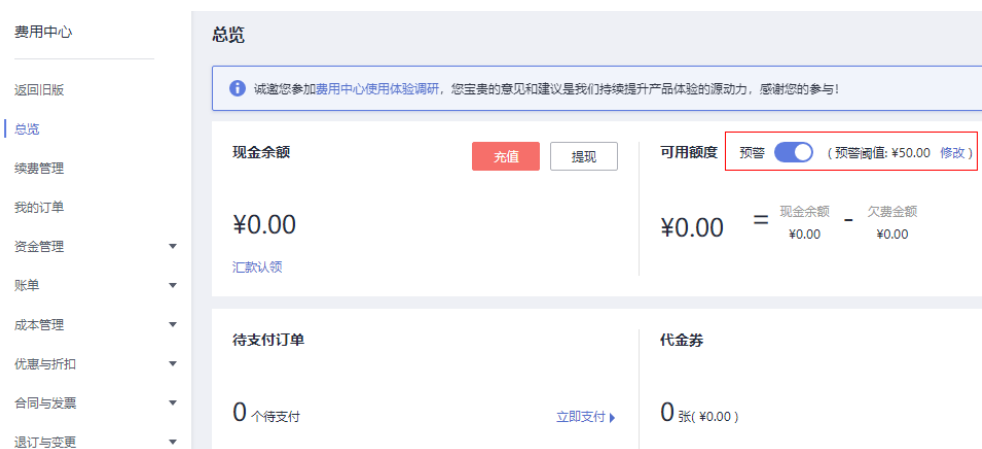 费用中心
返回旧版
总览
续费管理
我的订单
资金管理
账单
成本管理
优惠与折扣
合同与发票
退订与变更
总览
诚邀您参加费用中心使用体验调研，您宝贵的意见和建议是我们持续提升产品体验的源动力，感谢您的参与！
现金余额
充值
提现
¥0.00
汇款认领
可用额度 预警 （预警阈值: ¥50.00 修改）
¥0.00 = 现金余额 ¥0.00 - 欠费金额 ¥0.00
待支付订单
0 个待支付
立即支付
代金券
0 张( ¥0.00 )